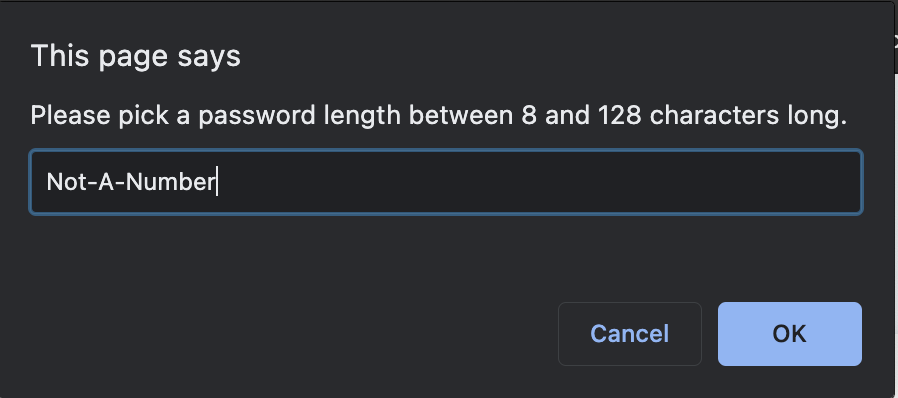 This page says
Please pick a password length between 8 and 128 characters long.
Not-A-Number
Cancel
OK